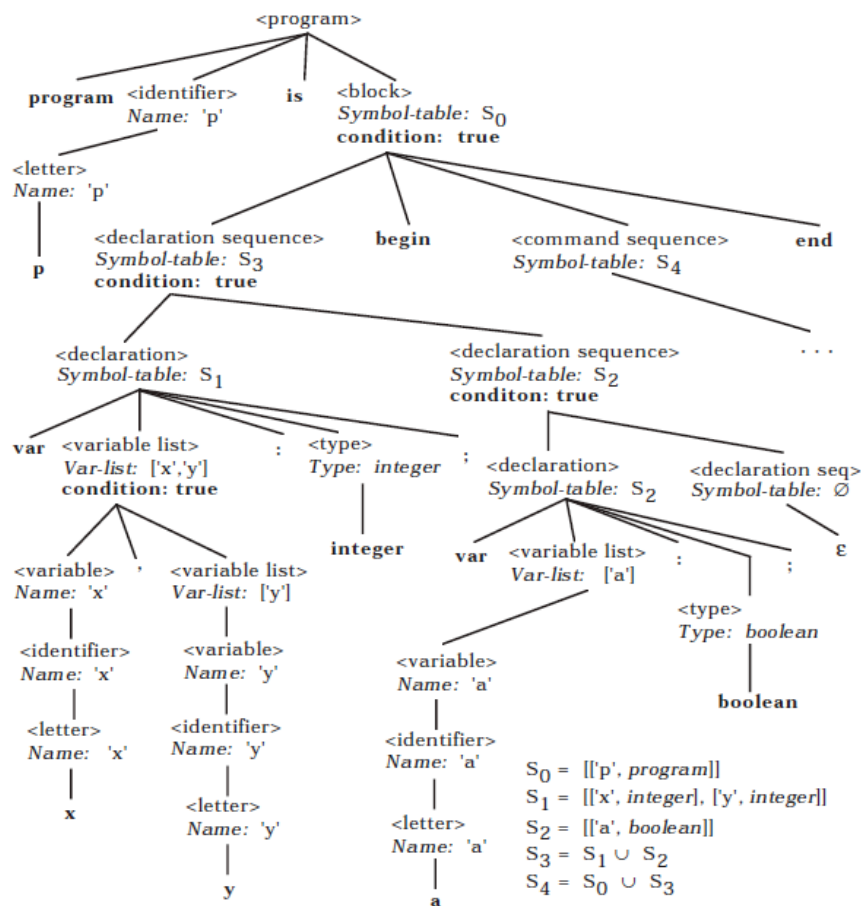 <program>
program <identifier> is <block>
Name: 'p' Symbol-table: S0
condition: true
<letter>
Name: 'p'
<declaration sequence> begin <command sequence> end
Symbol-table: S3 Symbol-table: S4
p condition: true
<declaration> <declaration sequence> . . .
Symbol-table: S1 Symbol-table: S2
conditon: true
var <variable list> : <type> ;
Var-list: ['x','y'] Type: integer
condition: true
<declaration> <declaration seq>
Symbol-table: S2 Symbol-table: ∅
integer var <variable list> : ; ε
Var-list: ['a']
<variable> , <variable list>
Name: 'x' Var-list: ['y']
<type>
Type: boolean
<identifier> <variable>
Name: 'x' Name: 'y'
<variable>
Name: 'a'
boolean
<letter> <identifier>
Name: 'x' Name: 'y'
<identifier>
Name: 'a'
S0 = [['p', program]]
S1 = [['x', integer], ['y', integer]]
x <letter>
Name: 'y'
<letter>
Name: 'a'
S2 = [['a', boolean]]
S3 = S1 ∪ S2
S4 = S0 ∪ S3
y
a